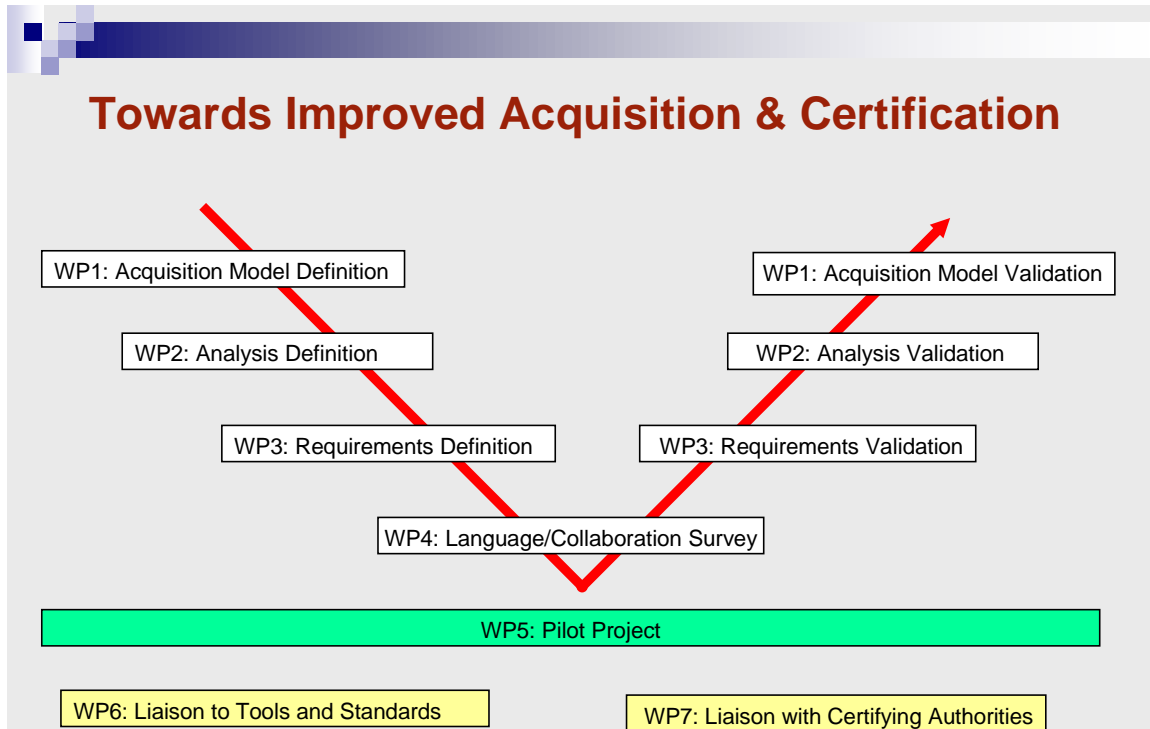 Towards Improved Acquisition & Certification
WP1: Acquisition Model Definition
WP1: Acquisition Model Validation
WP2: Analysis Definition
WP2: Analysis Validation
WP3: Requirements Definition
WP3: Requirements Validation
WP4: Language/Collaboration Survey
WP5: Pilot Project
WP6: Liaison to Tools and Standards
WP7: Liaison with Certifying Authorities